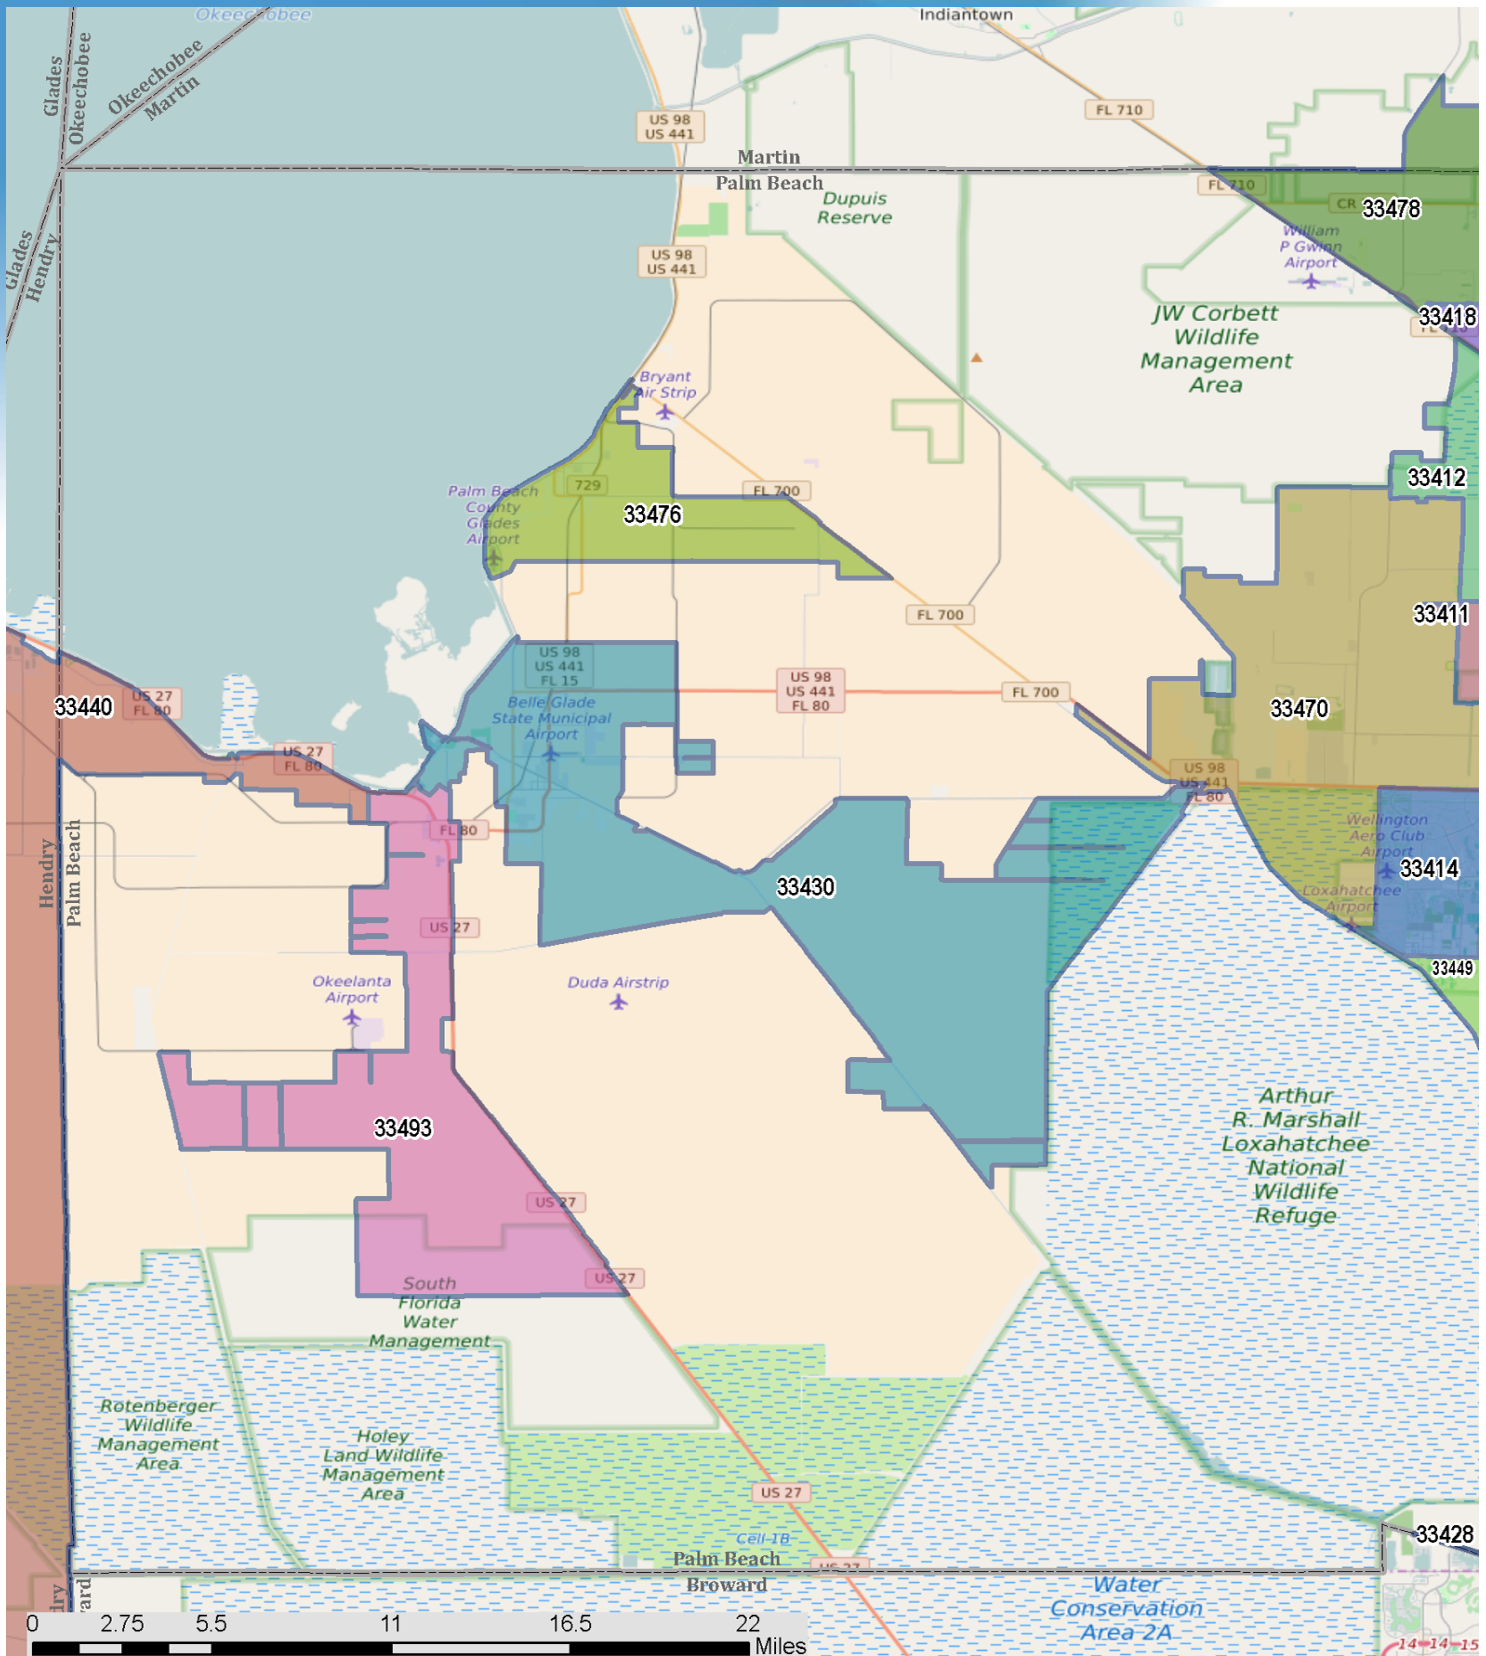 Okeechobee
Indiantown
Glades
Okeechobee
Okeechobee
Martin
US 98
US 441
FL 710
Martin
Palm Beach
FL 710
CR
33478
Dupuis
Reserve
Glades
Hendry
US 98
US 441
William
P Gwinn
Airport
33418
JW Corbett
Wildlife
Management
Area
Bryant
Air Strip
33412
Palm Beach
County
Glades
Airport
729
FL 700
33476
FL 700
33411
US 98
US 441
FL 15
US 98
US 441
FL 80
FL 700
33440
US 27
FL 80
Belle Glade
State Municipal
Airport
33470
US 27
FL 80
US 98
US 441
FL 80
FL 80
Wellington
Aero Club
Airport
33414
Hendry
Palm Beach
33430
Loxahatchee
Airport
US 27
33449
Okeelanta
Airport
Duda Airstrip
33493
Arthur
R. Marshall
Loxahatchee
National
Wildlife
Refuge
US 27
US 27
South
Florida
Water
Management
Rotenberger
Wildlife
Management
Area
Holey
Land Wildlife
Management
Area
US 27
Cell 1B
33428
Palm Beach
Broward
US 27
Water
Conservation
Area 2A
0 2.75 5.5 11 16.5 22
Miles
14 14 15